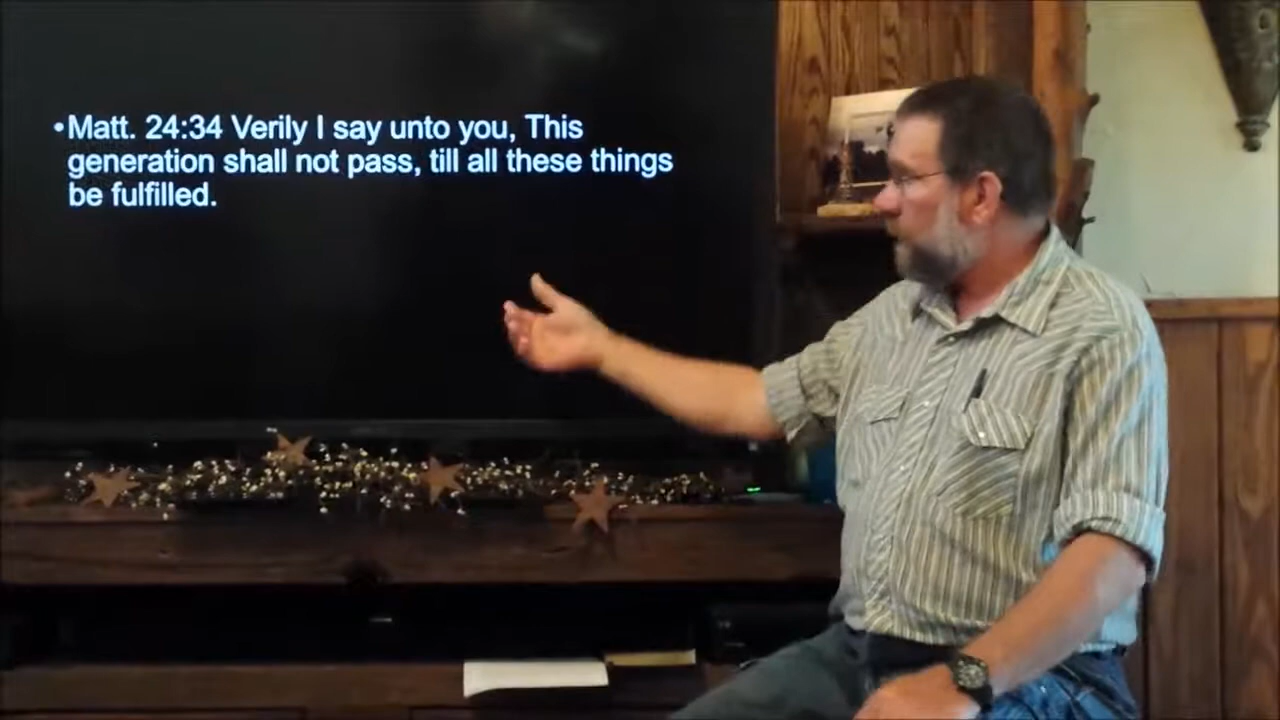 •Matt. 24:34 Verily I say unto you, This
generation shall not pass, till all these things
be fulfilled.